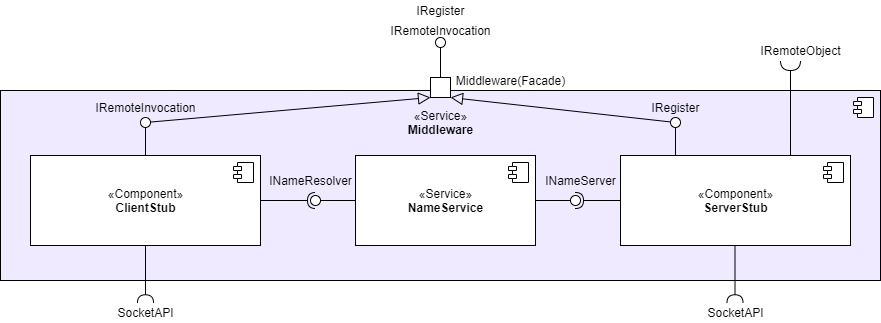 IRegister
IRemoteInvocation
IRemoteObject
Middleware(Facade)
IRemoteInvocation
IRegister
«Service»
Middleware
INameResolver
INameServer
«Component»
ClientStub
«Service»
NameService
«Component»
ServerStub
SocketAPI
SocketAPI